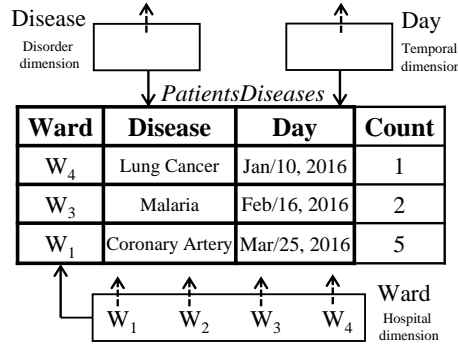 Disease
Disorder
dimension
Day
Temporal
dimension
PatientsDiseases
Ward Disease Day Count
W4 Lung Cancer Jan/10, 2016 1
W3 Malaria Feb/16, 2016 2
W1 Coronary Artery Mar/25, 2016 5
W1 W2 W3 W4
Ward
Hospital
dimension